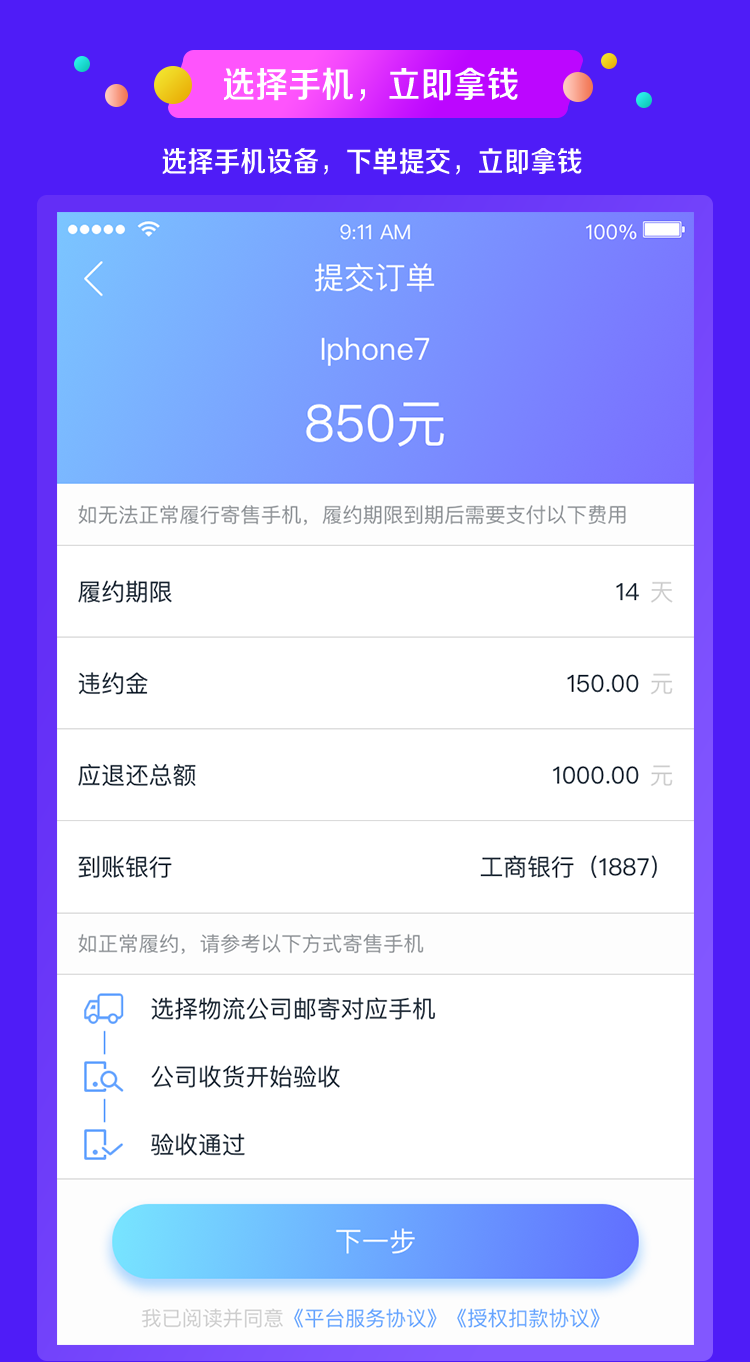 选择手机，立即拿钱
选择手机设备，下单提交，立即拿钱
9:11 AM 100%
提交订单
Iphone7
850元
如无法正常履行寄售手机，履约期限到期后需要支付以下费用
履约期限 14 天
违约金 150.00 元
应退还总额 1000.00 元
到账银行 工商银行（1887）
如正常履约，请参考以下方式寄售手机
选择物流公司邮寄对应手机
公司收货开始验收
验收通过
下一步
我已阅读并同意《平台服务协议》《授权扣款协议》